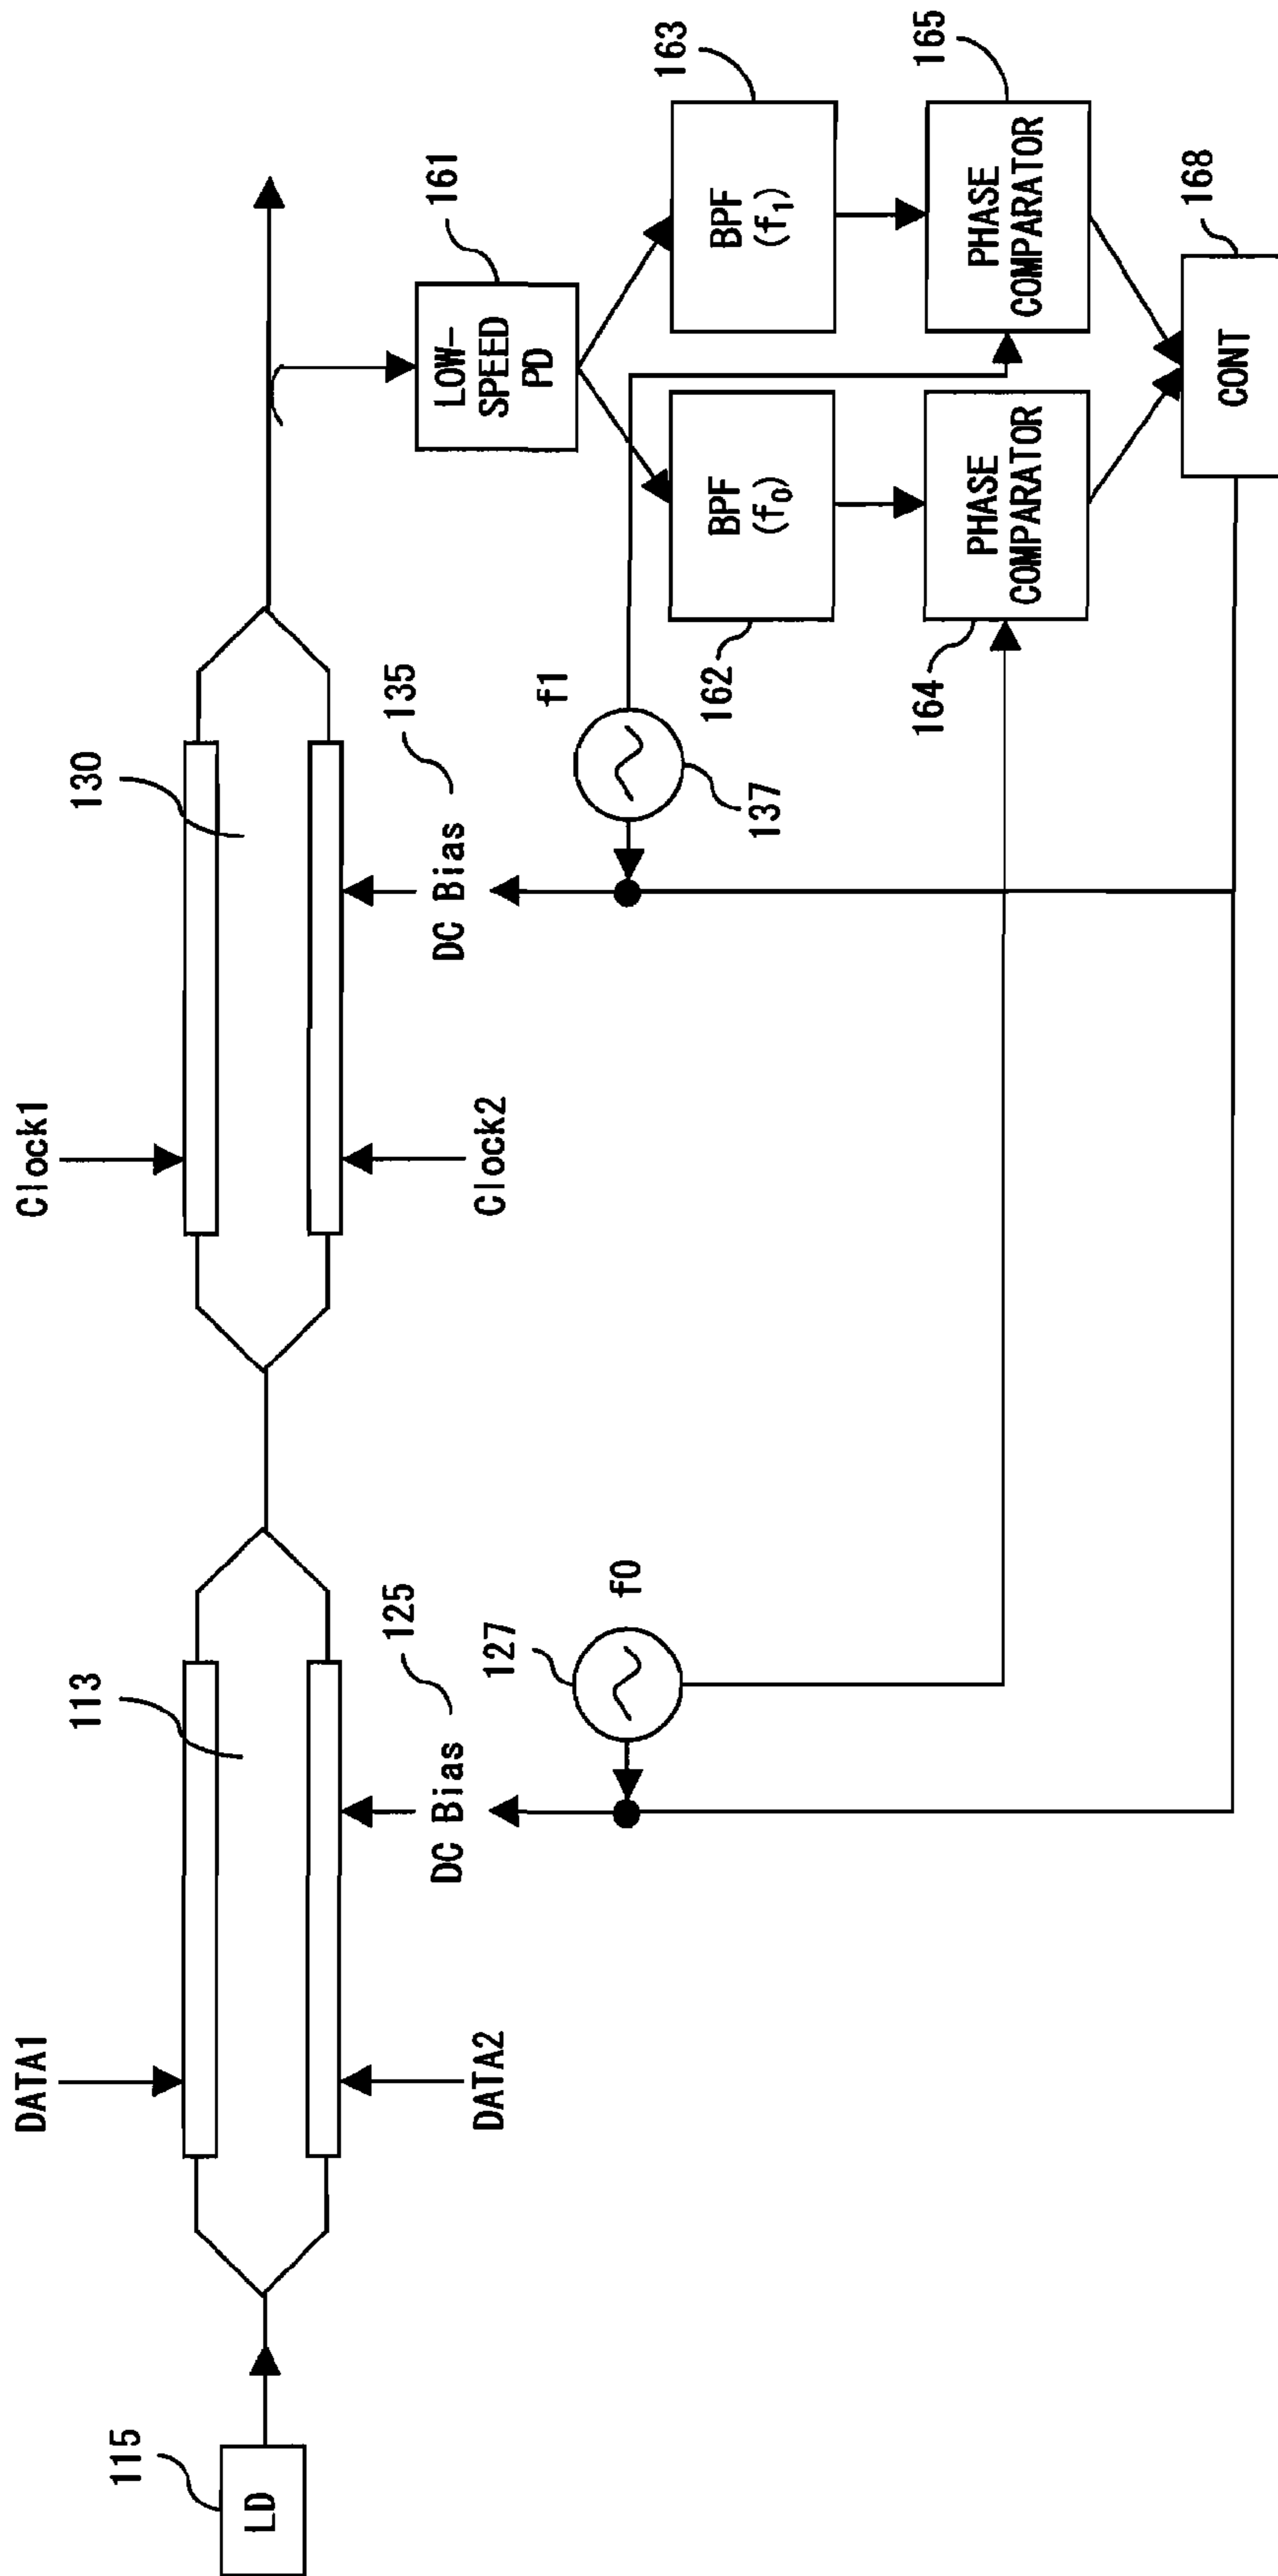 DATA1
Clock1
113
130
161
163
165
115
LD
DATA2
DC Bias
125
Clock2
DC Bias
135
LOW-
SPEED
PD
127
f0
f1
137
162
BPF
(f₀)
BPF
(f₁)
164
PHASE
COMPARATOR
PHASE
COMPARATOR
168
CONT